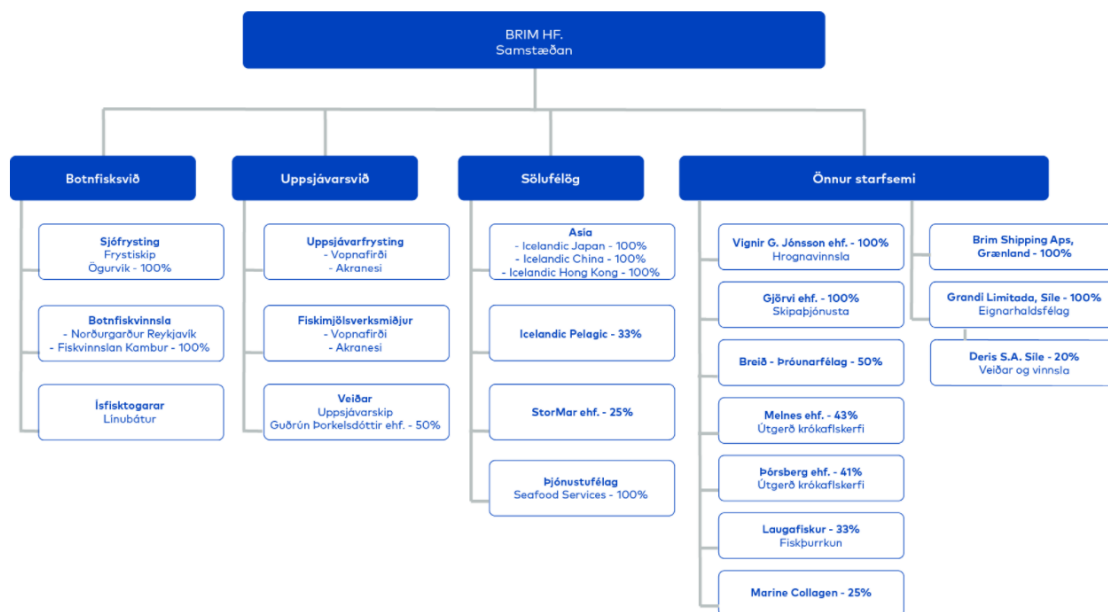 BRIM HF.
Samstæðan
Botnfisksvið
Sjófrysting
Frystiskip
Ögurvik - 100%
Botnfiskvinnsla
- Norðurgarður Reykjavík
- Fiskvinnslan Kambur - 100%
Ísfisktogarar
Línubátur
Uppsjávarsvið
Uppsjávarfrysting
- Vopnafirði
- Akranesi
Fiskimjölsverksmiðjur
- Vopnafirði
- Akranesi
Veiðar
Uppsjávarskip
Guðrún Þorkelsdóttir ehf. - 50%
Sölufélög
Asia
- Icelandic Japan - 100%
- Icelandic China - 100%
- Icelandic Hong Kong - 100%
Icelandic Pelagic - 33%
StorMar ehf. - 25%
Þjónustufélag
Seafood Services - 100%
Önnur starfsemi
Vignir G. Jónsson ehf. - 100%
Hrognavinnsla
Gjörvi ehf. - 100%
Skipaþjónusta
Breið - Þróunarfélag - 50%
Melnes ehf. - 43%
Útgerð krókaflskerfi
Þórsberg ehf. - 41%
Útgerð krókaflskerfi
Laugafiskur - 33%
Fiskþurrkun
Marine Collagen - 25%
Brim Shipping Aps,
Grænland - 100%
Grandi Limitada, Síle - 100%
Eignarhaldsfélag
Deris S.A. Síle - 20%
Veiðar og vinnsla